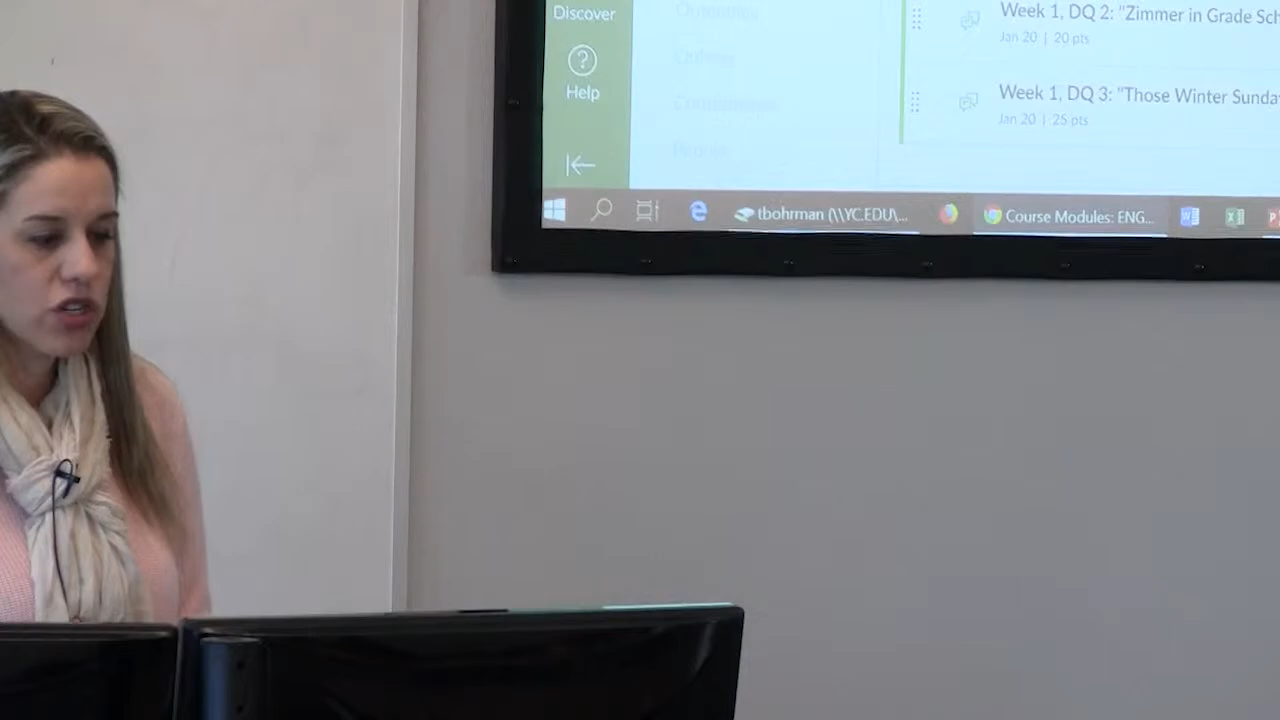 Discover
Help
Week 1, DQ 2: "Zimmer in Grade Sch
Jan 20 | 20 pts
Week 1, DQ 3: "Those Winter Sunda
Jan 20 | 25 pts
People
tbohrman (\\YC.EDU\...
Course Modules: ENG...